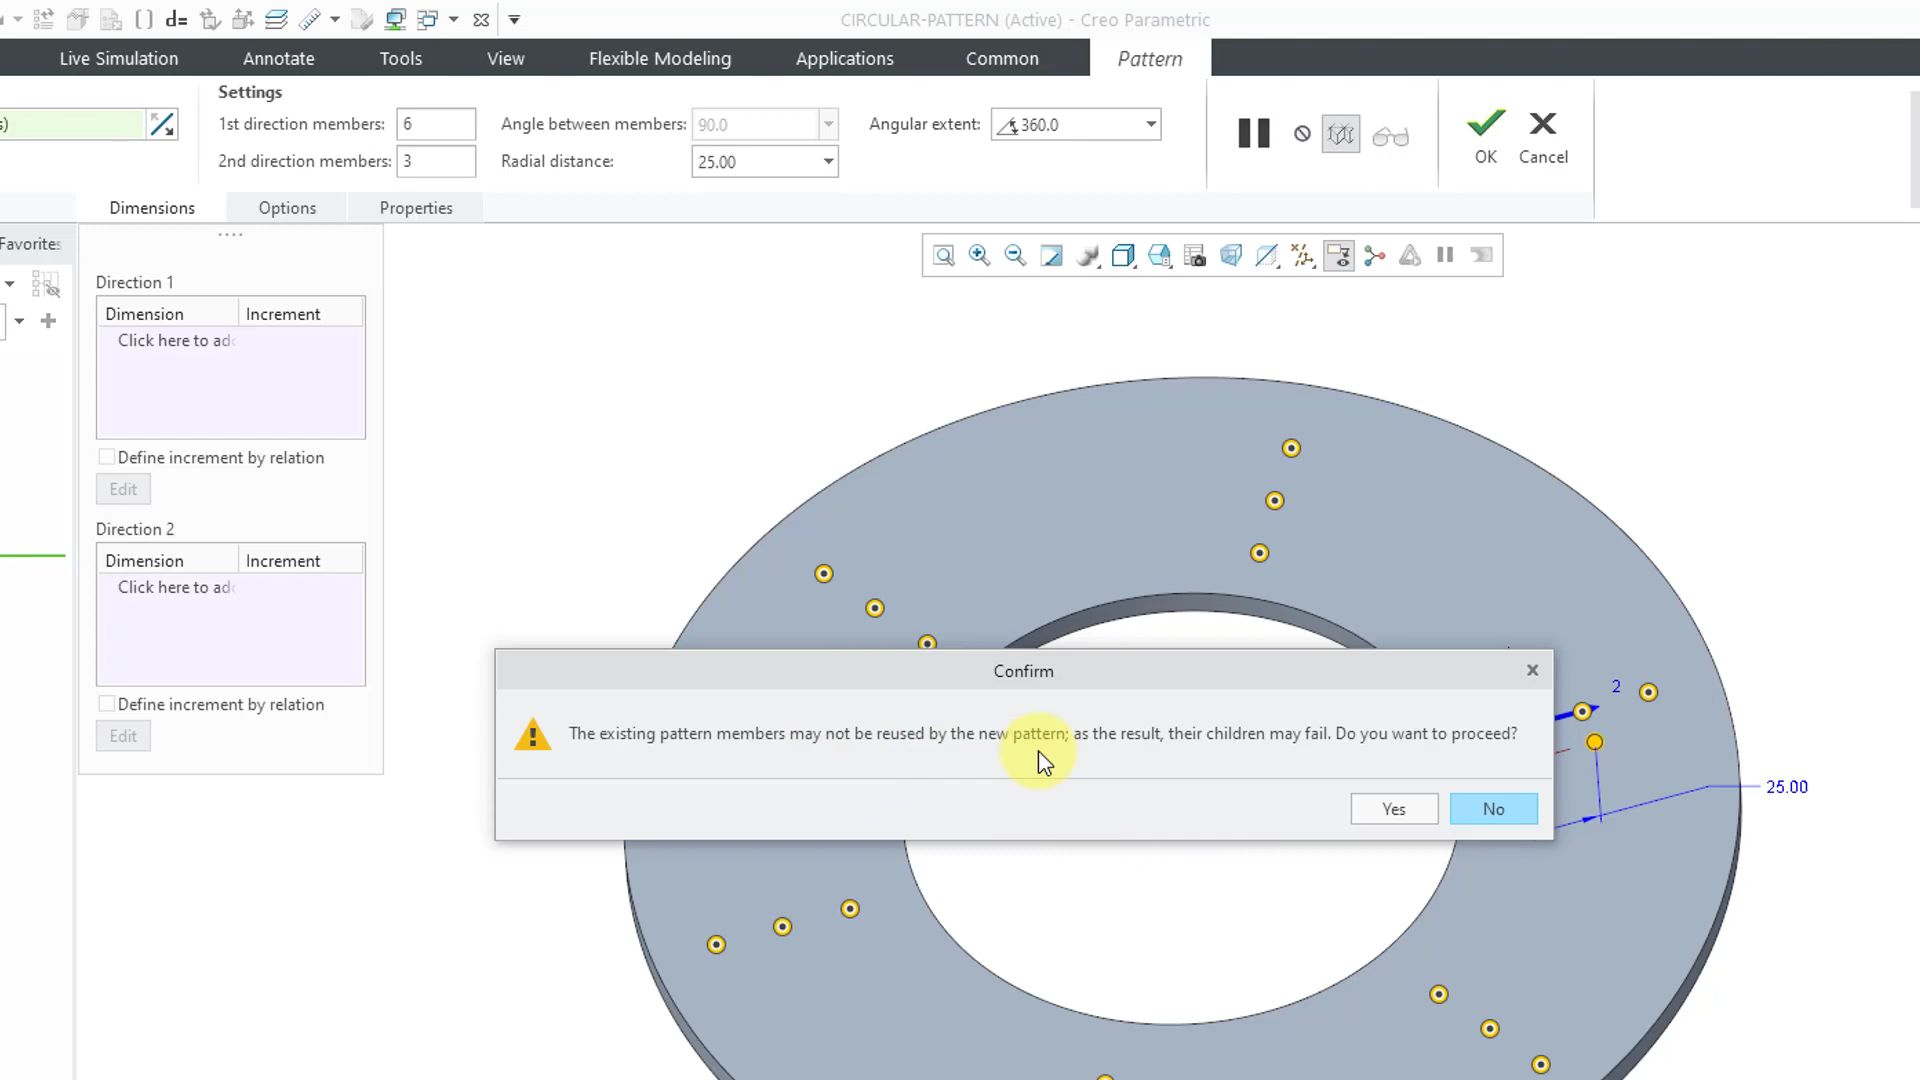 d=
CIRCULAR-PATTERN (Active) - Creo Parametric
Live Simulation Annotate Tools View Flexible Modeling Applications Common Pattern
Settings
s) 1st direction members: 6 Angle between members: 90.0 Angular extent: 360.0
2nd direction members: 3 Radial distance: 25.00
OK Cancel
Dimensions Options Properties
Favorites
Direction 1
Dimension Increment
Click here to add
Define increment by relation
Edit
Direction 2
Dimension Increment
Click here to add
Define increment by relation
Edit
Confirm
The existing pattern members may not be reused by the new pattern; as the result, their children may fail. Do you want to proceed?
Yes No
2
25.00